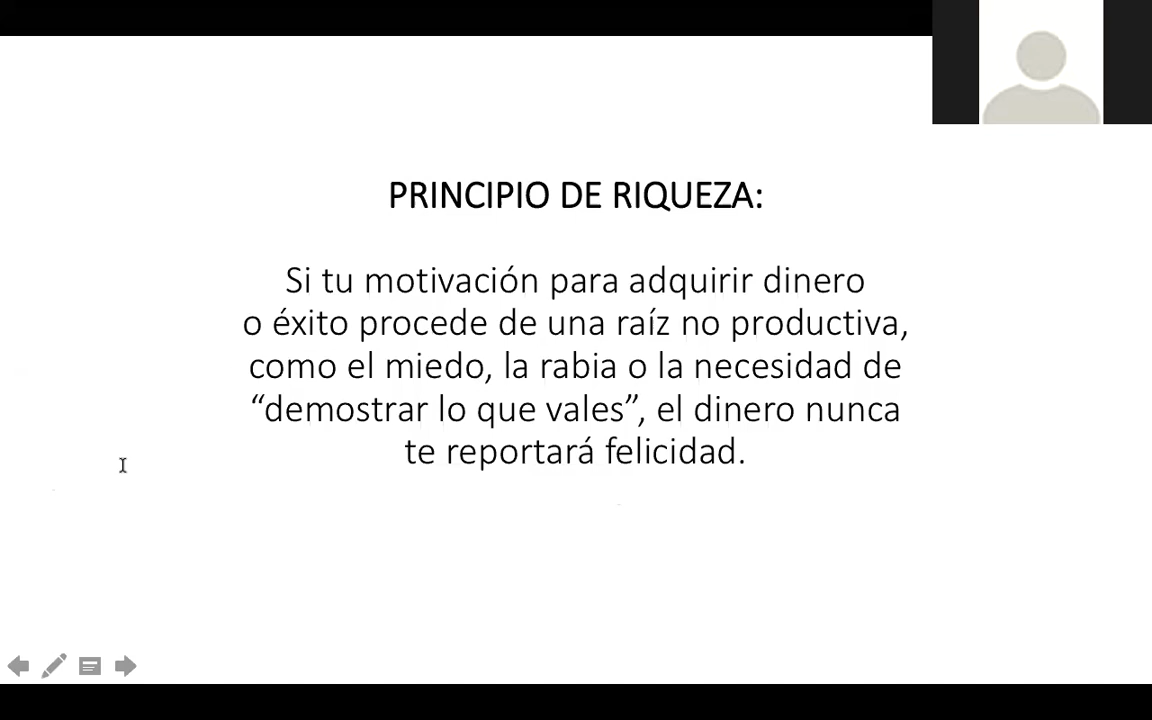 PRINCIPIO DE RIQUEZA:
Si tu motivación para adquirir dinero
o éxito procede de una raíz no productiva,
como el miedo, la rabia o la necesidad de
“demostrar lo que vales”, el dinero nunca
te reportará felicidad.